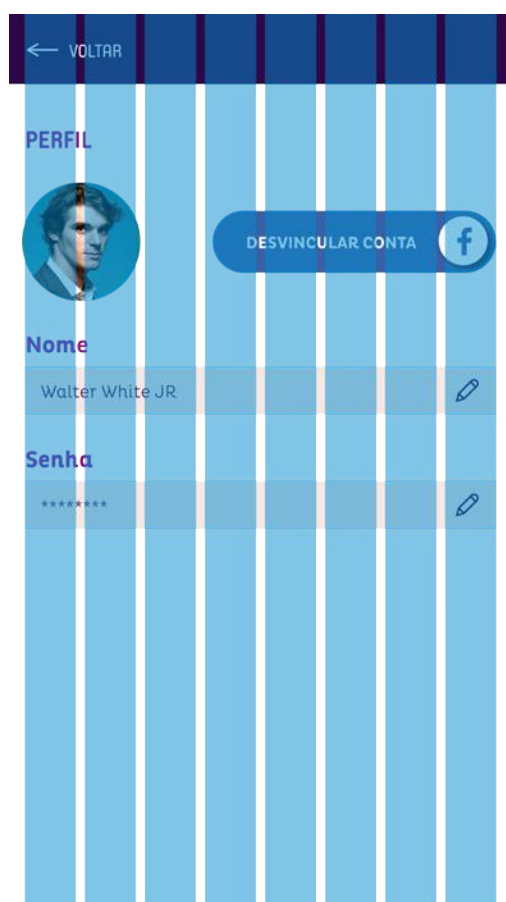 VOLTAR
PERFIL
DESVINCULAR CONTA f
Nome
Walter White JR
Senha
********